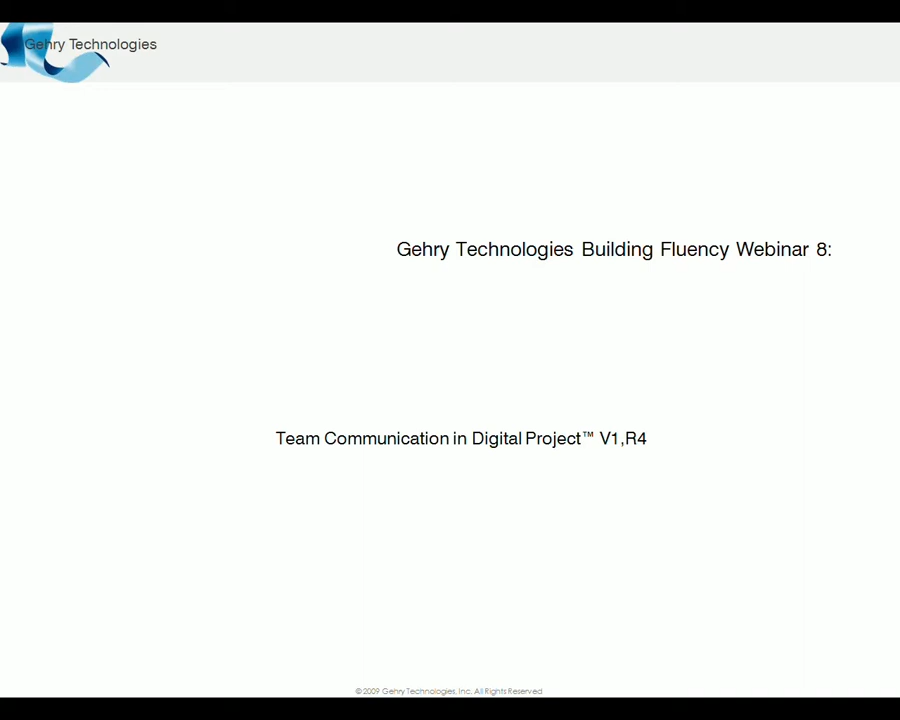 Gehry Technologies
Gehry Technologies Building Fluency Webinar 8:
Team Communication in Digital Project™ V1,R4
© 2009 Gehry Technologies, Inc. All Rights Reserved